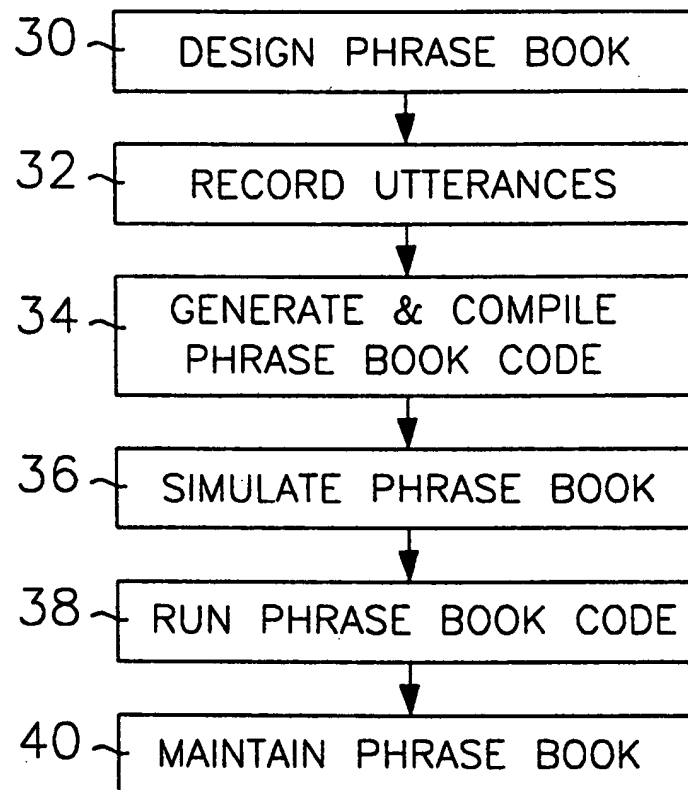 30 DESIGN PHRASE BOOK
32 RECORD UTTERANCES
34 GENERATE & COMPILE
PHRASE BOOK CODE
36 SIMULATE PHRASE BOOK
38 RUN PHRASE BOOK CODE
40 MAINTAIN PHRASE BOOK